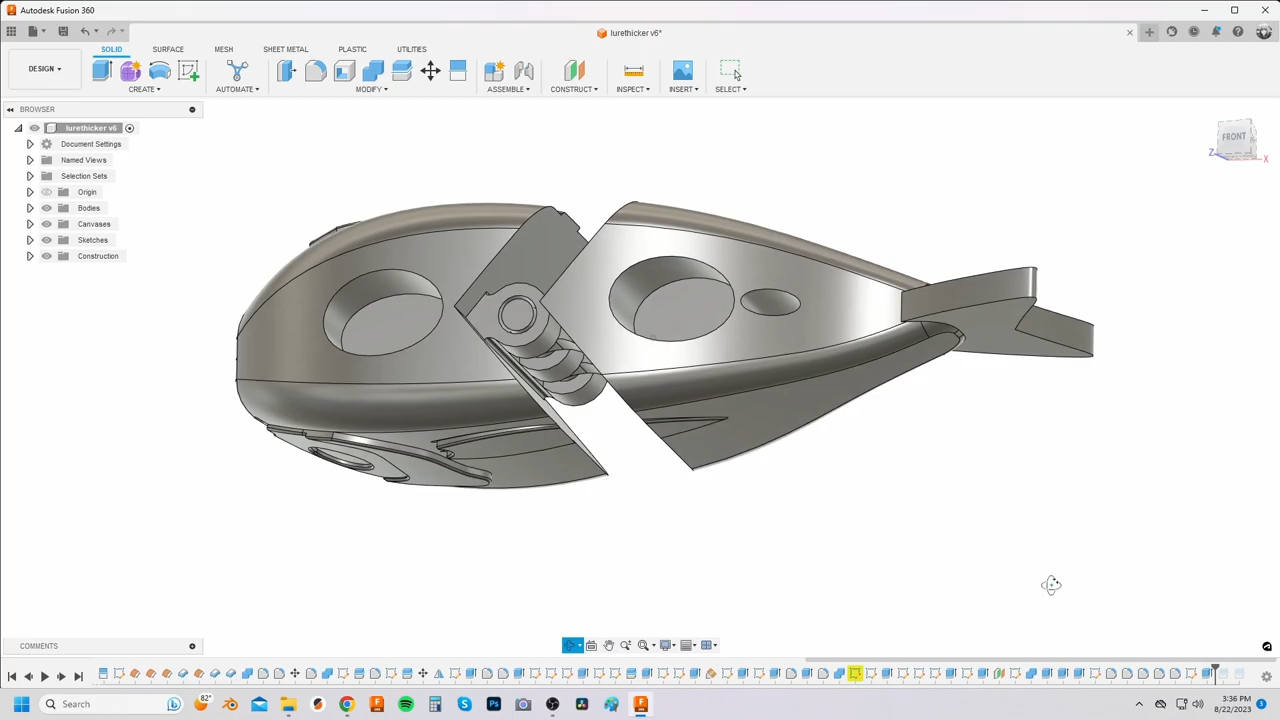 Autodesk Fusion 360
lurethicker v6*
DESIGN
SOLID SURFACE MESH SHEET METAL PLASTIC UTILITIES
CREATE AUTOMATE MODIFY ASSEMBLE CONSTRUCT INSPECT INSERT SELECT
BROWSER
lurethicker v6
Document Settings
Named Views
Selection Sets
Origin
Bodies
Canvases
Sketches
Construction
FRONT
Z X
COMMENTS
82°
Search
Ps
3:36 PM
8/22/2023
3